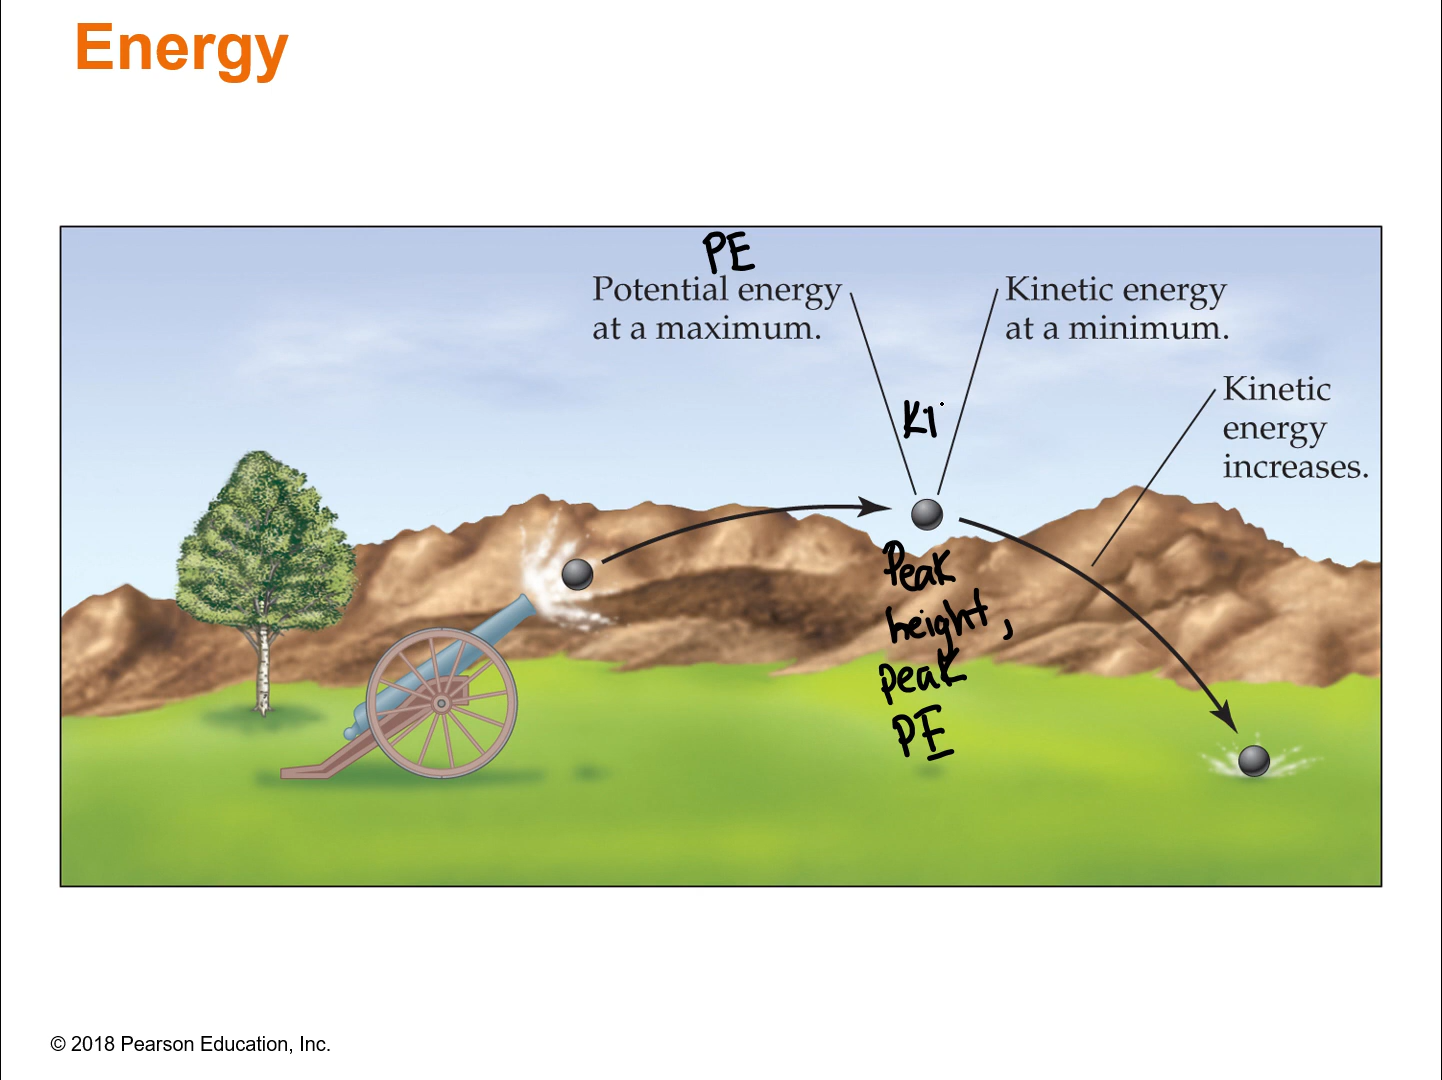 Energy
PE
Potential energy
at a maximum.
Kinetic energy
at a minimum.
Kinetic
energy
increases.
Peak
height,
peak
PE
© 2018 Pearson Education, Inc.